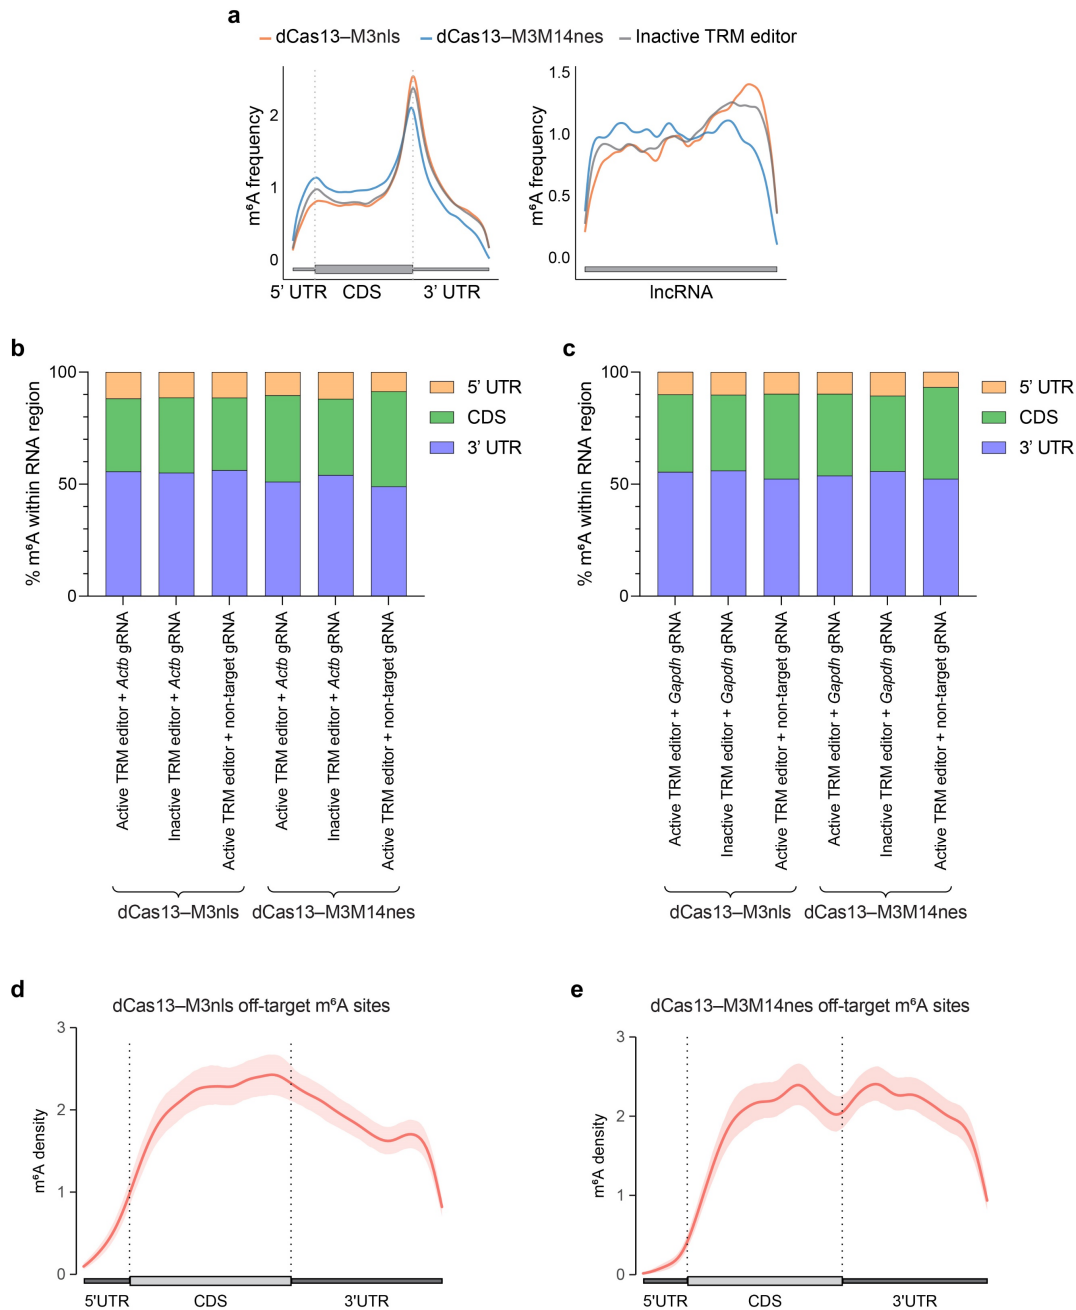 a
dCas13–M3nls dCas13–M3M14nes Inactive TRM editor
m⁶A frequency
2
1
0
5’ UTR CDS 3’ UTR
m⁶A frequency
1.5
1.0
0.5
0.0
lncRNA
b
% m⁶A within RNA region
100
50
0
5’ UTR
CDS
3’ UTR
Active TRM editor + Actb gRNA
Inactive TRM editor + Actb gRNA
Active TRM editor + non-target gRNA
Active TRM editor + Actb gRNA
Inactive TRM editor + Actb gRNA
Active TRM editor + non-target gRNA
dCas13–M3nls dCas13–M3M14nes
c
% m⁶A within RNA region
100
50
0
5’ UTR
CDS
3’ UTR
Active TRM editor + Gapdh gRNA
Inactive TRM editor + Gapdh gRNA
Active TRM editor + non-target gRNA
Active TRM editor + Gapdh gRNA
Inactive TRM editor + Gapdh gRNA
Active TRM editor + non-target gRNA
dCas13–M3nls dCas13–M3M14nes
d
dCas13–M3nls off-target m⁶A sites
m⁶A density
3
2
1
0
5'UTR CDS 3'UTR
e
dCas13–M3M14nes off-target m⁶A sites
m⁶A density
3
2
1
0
5'UTR CDS 3'UTR